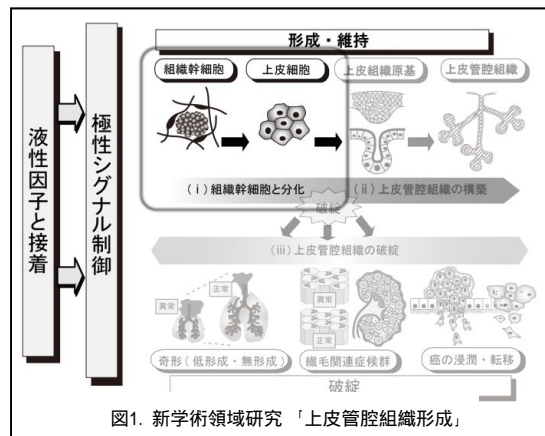 形成・維持
組織幹細胞
上皮細胞
上皮組織原基
上皮管腔組織
液性因子と接着
極性シグナル制御
(ⅰ)組織幹細胞と分化
(ⅱ)上皮管腔組織の構築
破綻
(ⅲ)上皮管腔組織の破綻
異常
正常
異常
正常
奇形(低形成・無形成)
繊毛関連症候群
癌の浸潤・転移
破綻
図1. 新学術領域研究 「上皮管腔組織形成」